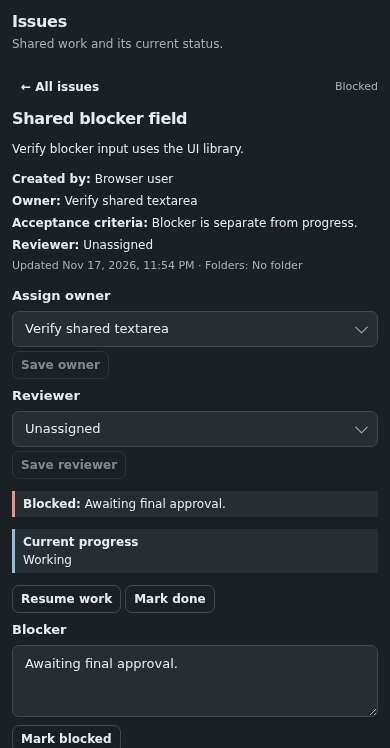 Issues
Shared work and its current status.
← All issues
Blocked
Shared blocker field
Verify blocker input uses the UI library.
Created by: Browser user
Owner: Verify shared textarea
Acceptance criteria: Blocker is separate from progress.
Reviewer: Unassigned
Updated Nov 17, 2026, 11:54 PM · Folders: No folder
Assign owner
Verify shared textarea
Save owner
Reviewer
Unassigned
Save reviewer
Blocked: Awaiting final approval.
Current progress
Working
Resume work
Mark done
Blocker
Awaiting final approval.
Mark blocked